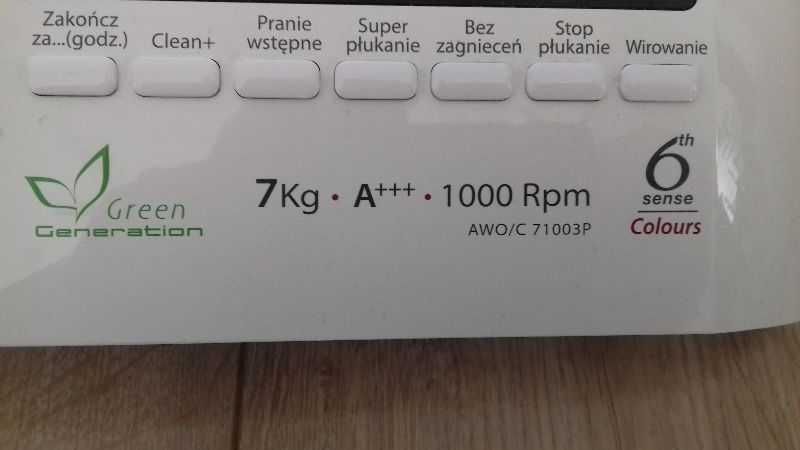 Zakończ
za...(godz.)
Clean+
Pranie
wstępne
Super
płukanie
Bez
zagnieceń
Stop
płukanie
Wirowanie
Green
Generation
7Kg · A+++ · 1000 Rpm
AWO/C 71003P
6th
sense
Colours